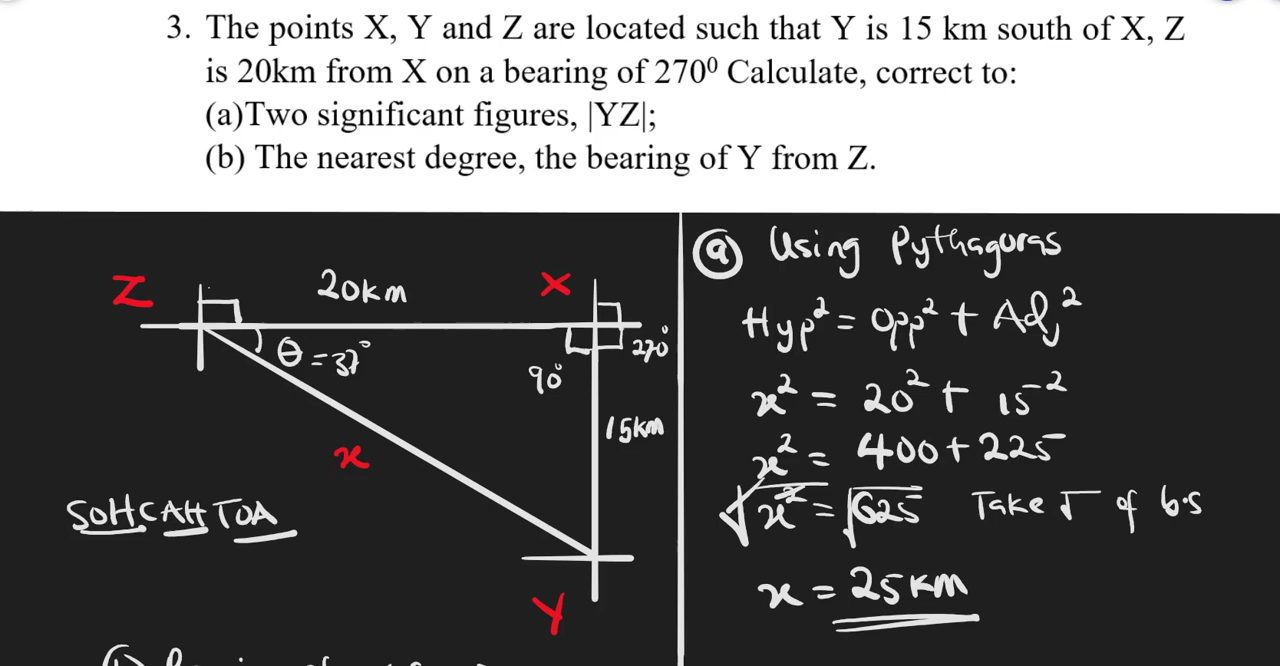 3. The points X, Y and Z are located such that Y is 15 km south of X, Z
is 20km from X on a bearing of 270⁰ Calculate, correct to:
(a)Two significant figures, |YZ|;
(b) The nearest degree, the bearing of Y from Z.
Z
20km
X
θ = 37°
90°
270°
15km
x
SOHCAHTOA
Y
ⓐ Using Pythagoras
Hyp² = Opp² + Adj²
x² = 20² + 15²
x² = 400 + 225
√x² = √625 Take √ of b.s
x = 25km